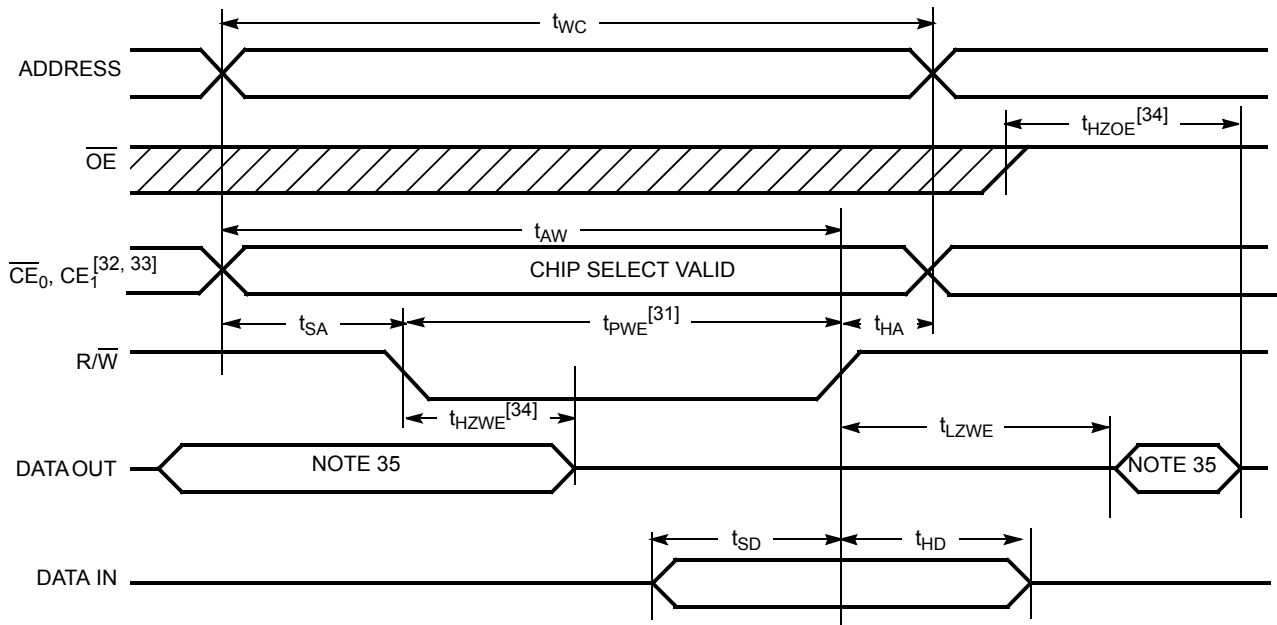 tWC
ADDRESS
tHZOE[34]
OE
tAW
CE0, CE1[32, 33]
CHIP SELECT VALID
tSA
tPWE[31]
tHA
R/W
tHZWE[34]
tLZWE
DATA OUT
NOTE 35
NOTE 35
tSD
tHD
DATA IN